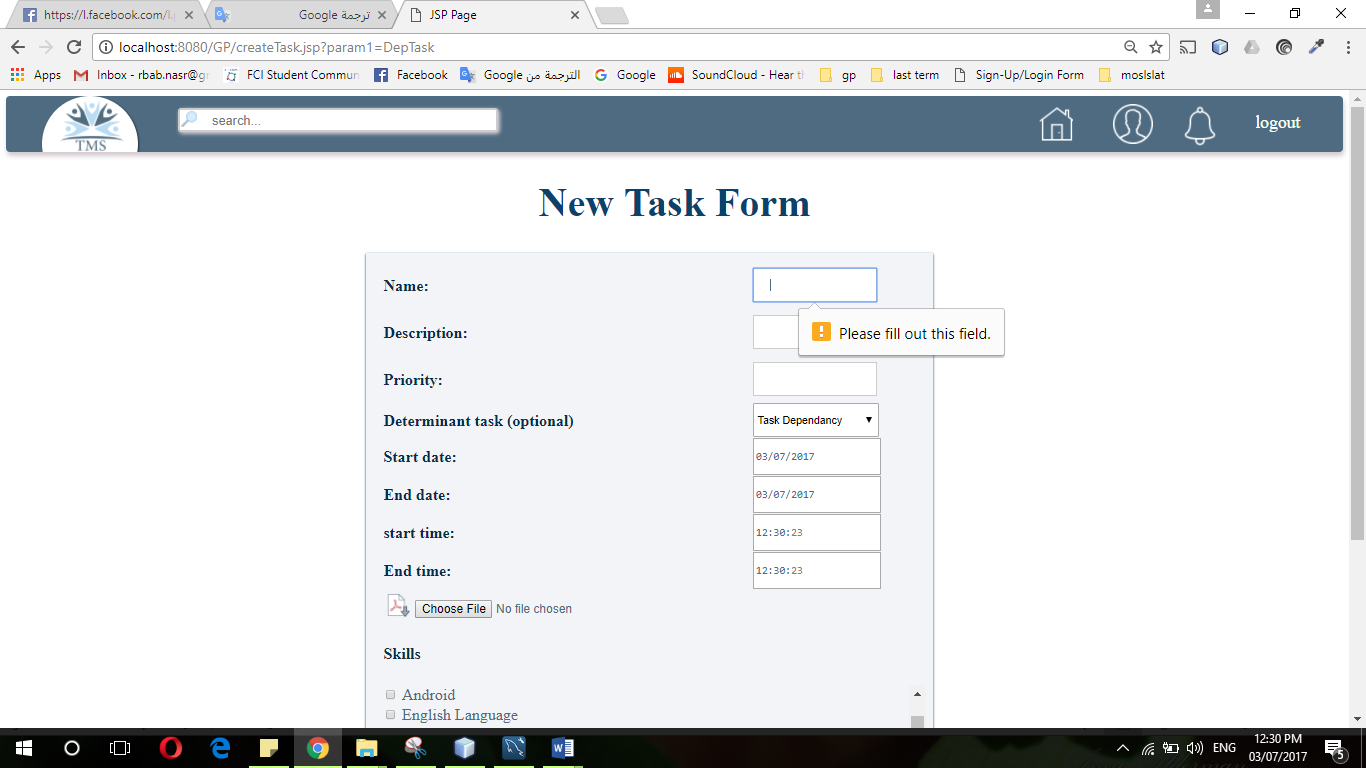 https://l.facebook.com/l.p
ترجمة Google
JSP Page
localhost:8080/GP/createTask.jsp?param1=DepTask
Apps
Inbox - rbab.nasr@gr
FCI Student Commun
Facebook
الترجمة من Google
Google
SoundCloud - Hear th
gp
last term
Sign-Up/Login Form
moslslat
TMS
search...
logout
New Task Form
Name:
Please fill out this field.
Description:
Priority:
Determinant task (optional)
Task Dependancy
Start date:
03/07/2017
End date:
03/07/2017
start time:
12:30:23
End time:
12:30:23
Choose File No file chosen
Skills
Android
English Language
ENG
12:30 PM
03/07/2017
5